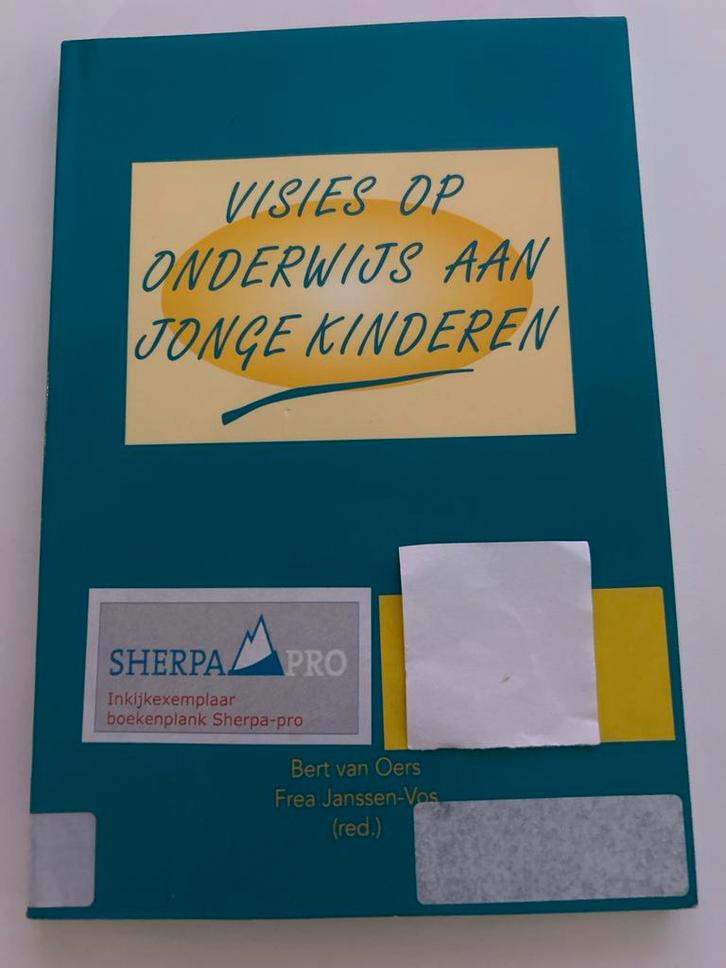 VISIES OP
ONDERWIJS AAN
JONGE KINDEREN
SHERPA PRO
Inkijkexemplaar
boekenplank Sherpa-pro
Bert van Oers
Frea Janssen-Vos
(red.)